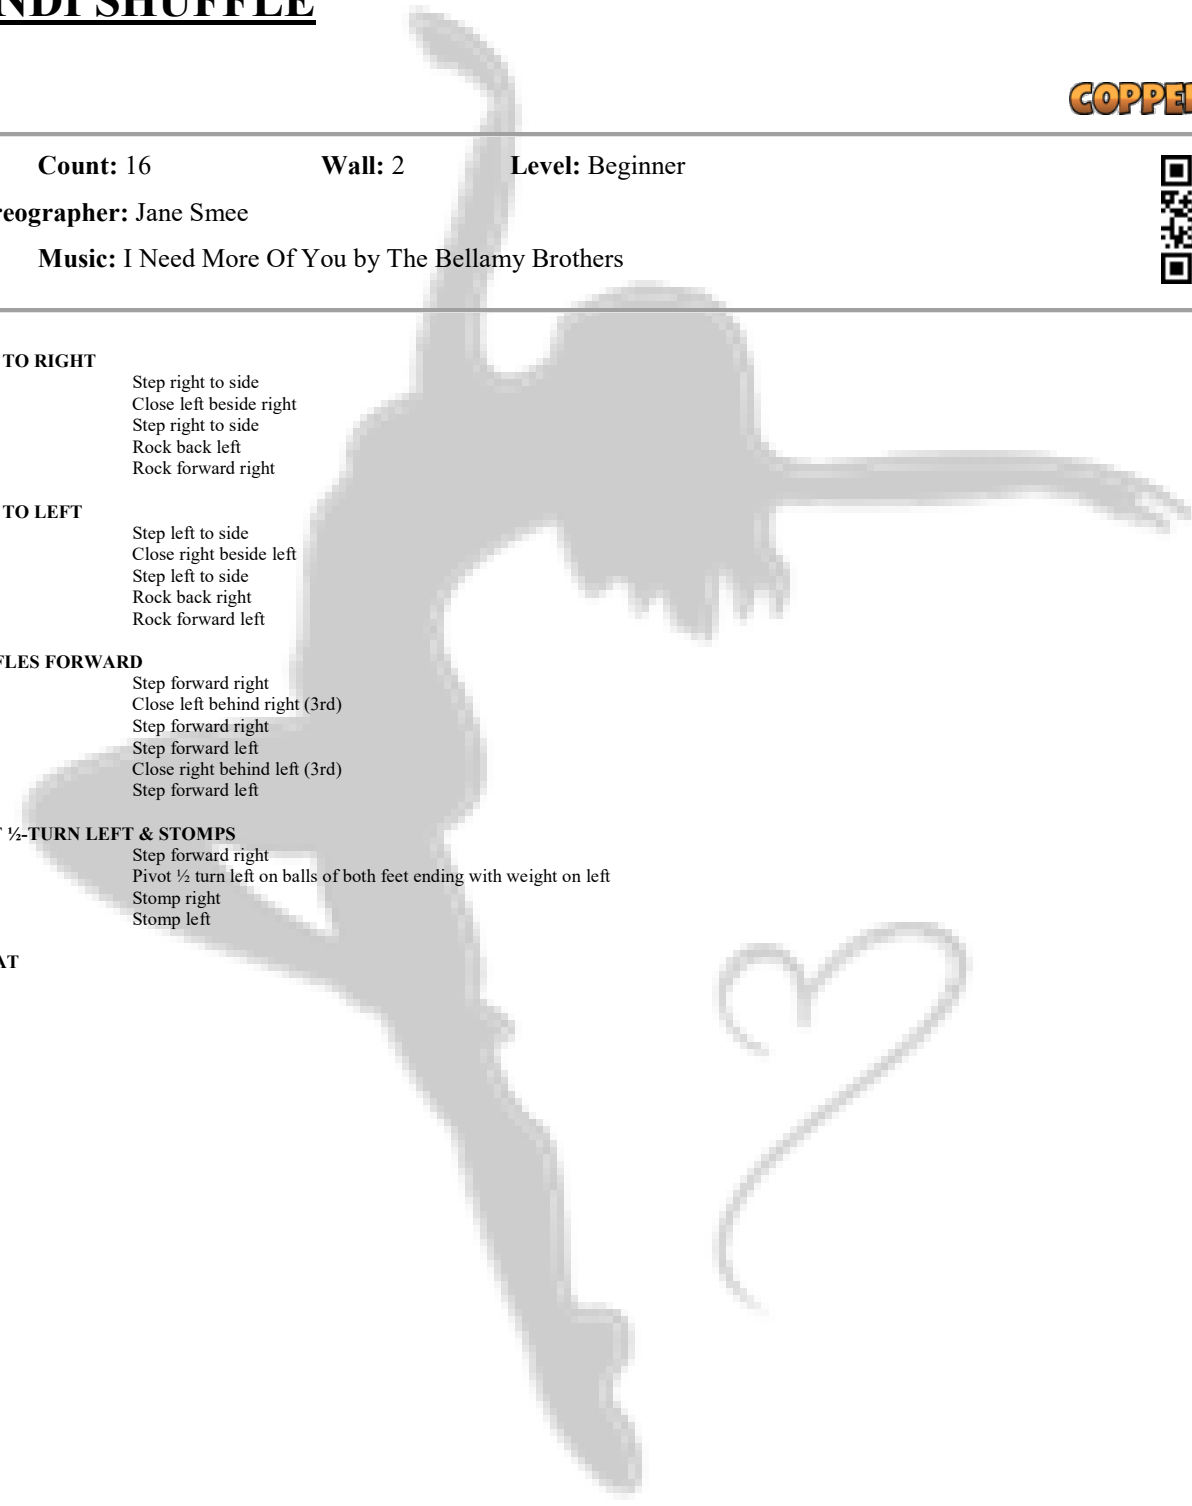 NDI SHUFFLE
COPPE
Count: 16 Wall: 2 Level: Beginner
reographer: Jane Smee
Music: I Need More Of You by The Bellamy Brothers
TO RIGHT
Step right to side
Close left beside right
Step right to side
Rock back left
Rock forward right
TO LEFT
Step left to side
Close right beside left
Step left to side
Rock back right
Rock forward left
FLES FORWARD
Step forward right
Close left behind right (3rd)
Step forward right
Step forward left
Close right behind left (3rd)
Step forward left
½-TURN LEFT & STOMPS
Step forward right
Pivot ½ turn left on balls of both feet ending with weight on left
Stomp right
Stomp left
AT